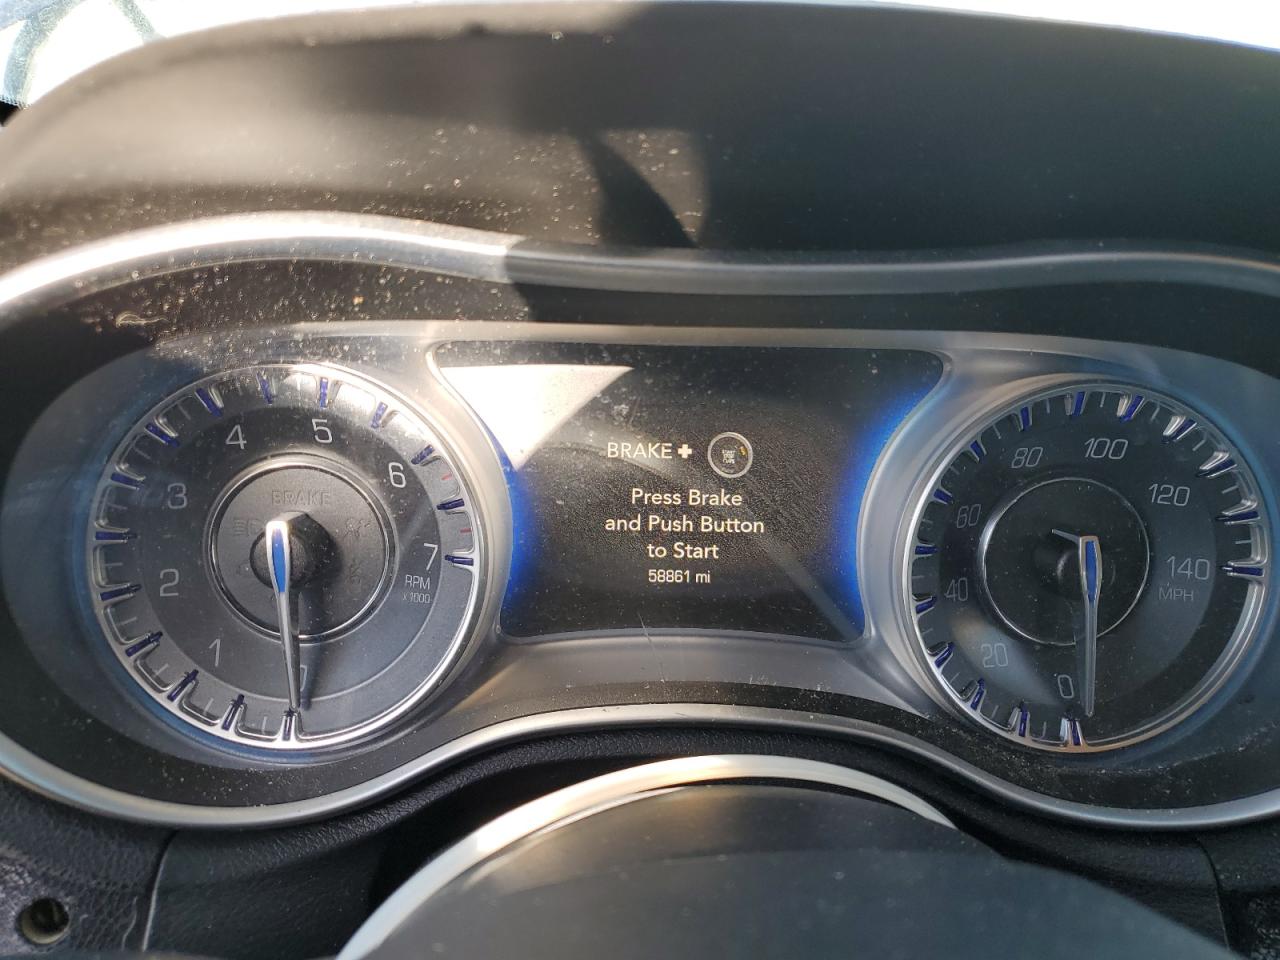 BRAKE +
Press Brake
and Push Button
to Start
58861 mi
BRAKE
0
1
2
3
4
5
6
7
RPM
x1000
0
20
40
60
80
100
120
140
MPH